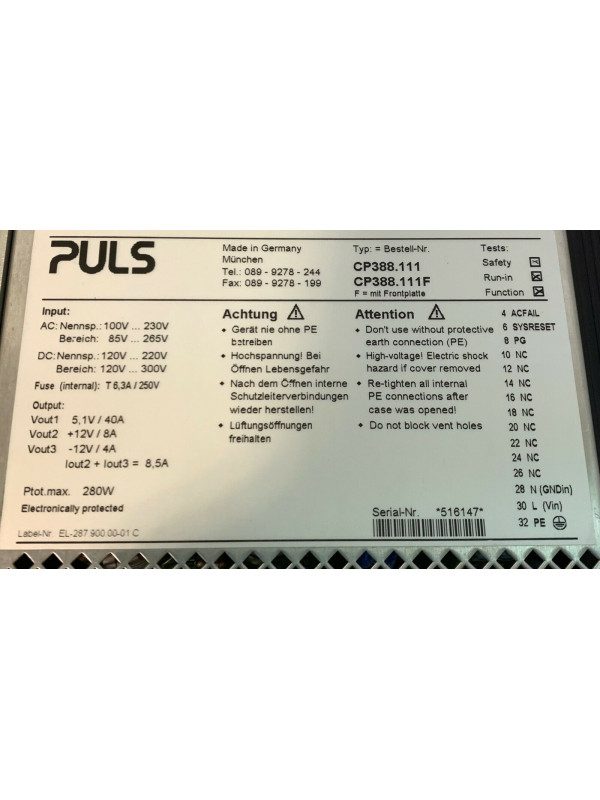 PULS
Made in Germany
München
Tel.: 089 - 9278 - 244
Fax: 089 - 9278 - 199
Typ: = Bestell-Nr.
CP388.111
CP388.111F
F = mit Frontplatte
Tests:
Safety
Run-in
Function
Input:
AC: Nennsp.: 100V ... 230V
Bereich: 85V ... 265V
DC: Nennsp.: 120V ... 220V
Bereich: 120V ... 300V
Fuse (internal): T 6,3A / 250V
Output:
Vout1 5,1V / 40A
Vout2 +12V / 8A
Vout3 -12V / 4A
Iout2 + Iout3 = 8,5A
Ptot.max. 280W
Electronically protected
Label-Nr. EL-287.900.00-01 C
Achtung
Gerät nie ohne PE
betreiben
Hochspannung! Bei
Öffnen Lebensgefahr
Nach dem Öffnen interne
Schutzleiterverbindungen
wieder herstellen!
Lüftungsöffnungen
freihalten
Attention
Don't use without protective
earth connection (PE)
High-voltage! Electric shock
hazard if cover removed
Re-tighten all internal
PE connections after
case was opened!
Do not block vent holes
Serial-Nr. *516147*
4 ACFAIL
6 SYSRESET
8 PG
10 NC
12 NC
14 NC
16 NC
18 NC
20 NC
22 NC
24 NC
26 NC
28 N (GNDin)
30 L (Vin)
32 PE